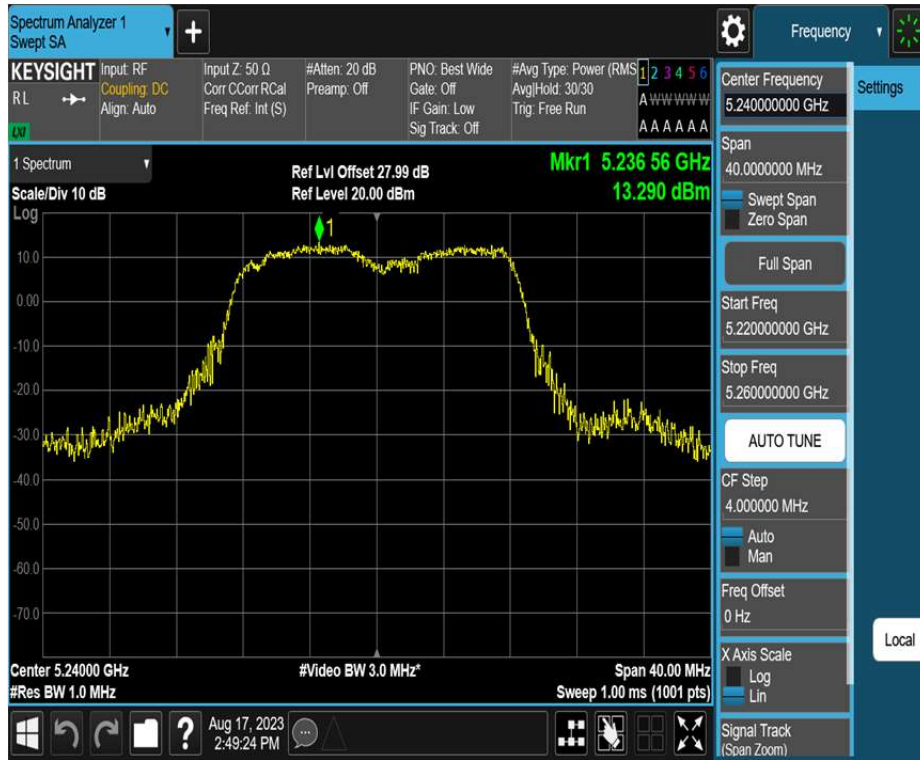 Spectrum Analyzer 1
Swept SA
+
Frequency
KEYSIGHT
R L
LXI
Input: RF
Coupling: DC
Align: Auto
Input Z: 50 Ω
Corr CCorr RCal
Freq Ref: Int (S)
#Atten: 20 dB
Preamp: Off
PNO: Best Wide
Gate: Off
IF Gain: Low
Sig Track: Off
#Avg Type: Power (RMS
Avg|Hold: 30/30
Trig: Free Run
1 2 3 4 5 6
A W W W W W
A A A A A A
1 Spectrum
Scale/Div 10 dB
Log
Ref Lvl Offset 27.99 dB
Ref Level 20.00 dBm
Mkr1 5.236 56 GHz
13.290 dBm
1
10.0
0.00
-10.0
-20.0
-30.0
-40.0
-50.0
-60.0
-70.0
Center 5.24000 GHz
#Res BW 1.0 MHz
#Video BW 3.0 MHz*
Span 40.00 MHz
Sweep 1.00 ms (1001 pts)
?
Aug 17, 2023
2:49:24 PM
Center Frequency
5.240000000 GHz
Span
40.0000000 MHz
Swept Span
Zero Span
Full Span
Start Freq
5.220000000 GHz
Stop Freq
5.260000000 GHz
AUTO TUNE
CF Step
4.000000 MHz
Auto
Man
Freq Offset
0 Hz
X Axis Scale
Log
Lin
Signal Track
(Span Zoom)
Settings
Local